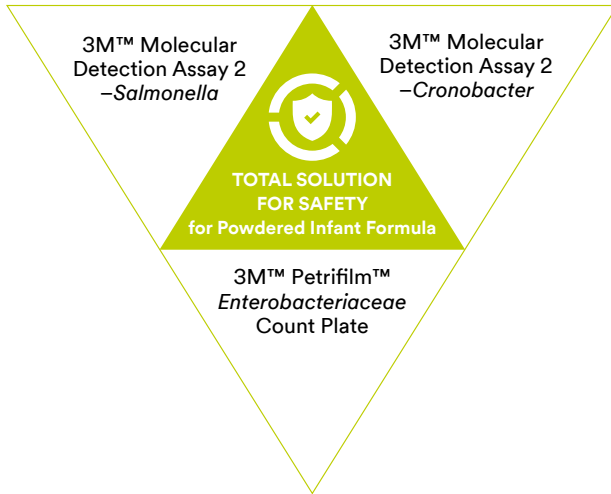 3M™ Molecular
Detection Assay 2
–Salmonella
3M™ Molecular
Detection Assay 2
–Cronobacter
TOTAL SOLUTION
FOR SAFETY
for Powdered Infant Formula
3M™ Petrifilm™
Enterobacteriaceae
Count Plate